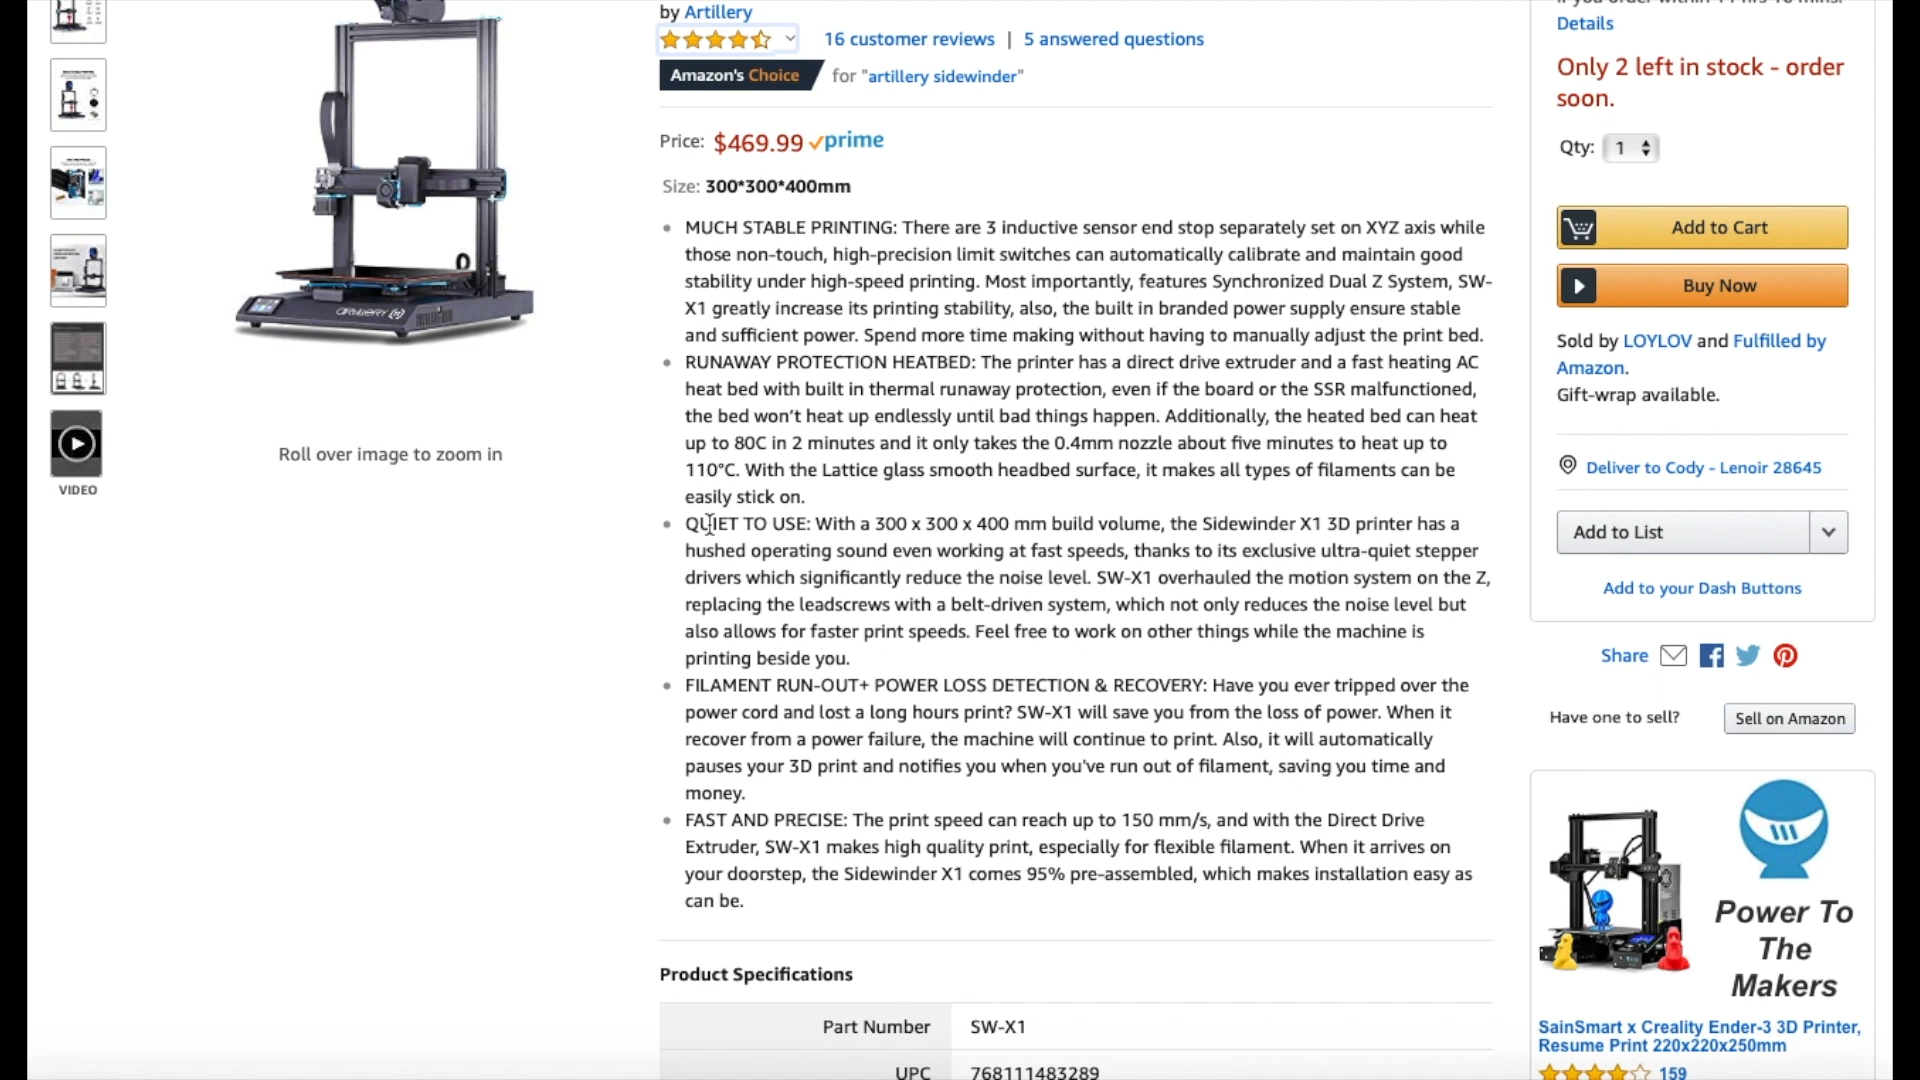 by Artillery
16 customer reviews | 5 answered questions
Amazon's Choice for "artillery sidewinder"
Price: $469.99 prime
Size: 300*300*400mm
MUCH STABLE PRINTING: There are 3 inductive sensor end stop separately set on XYZ axis while
those non-touch, high-precision limit switches can automatically calibrate and maintain good
stability under high-speed printing. Most importantly, features Synchronized Dual Z System, SW-
X1 greatly increase its printing stability, also, the built in branded power supply ensure stable
and sufficient power. Spend more time making without having to manually adjust the print bed.
RUNAWAY PROTECTION HEATBED: The printer has a direct drive extruder and a fast heating AC
heat bed with built in thermal runaway protection, even if the board or the SSR malfunctioned,
the bed won't heat up endlessly until bad things happen. Additionally, the heated bed can heat
up to 80C in 2 minutes and it only takes the 0.4mm nozzle about five minutes to heat up to
110°C. With the Lattice glass smooth headbed surface, it makes all types of filaments can be
easily stick on.
QUIET TO USE: With a 300 x 300 x 400 mm build volume, the Sidewinder X1 3D printer has a
hushed operating sound even working at fast speeds, thanks to its exclusive ultra-quiet stepper
drivers which significantly reduce the noise level. SW-X1 overhauled the motion system on the Z,
replacing the leadscrews with a belt-driven system, which not only reduces the noise level but
also allows for faster print speeds. Feel free to work on other things while the machine is
printing beside you.
FILAMENT RUN-OUT+ POWER LOSS DETECTION & RECOVERY: Have you ever tripped over the
power cord and lost a long hours print? SW-X1 will save you from the loss of power. When it
recover from a power failure, the machine will continue to print. Also, it will automatically
pauses your 3D print and notifies you when you've run out of filament, saving you time and
money.
FAST AND PRECISE: The print speed can reach up to 150 mm/s, and with the Direct Drive
Extruder, SW-X1 makes high quality print, especially for flexible filament. When it arrives on
your doorstep, the Sidewinder X1 comes 95% pre-assembled, which makes installation easy as
can be.
Product Specifications
Part Number SW-X1
UPC 768111483289
ARTILLERY
Roll over image to zoom in
VIDEO
Details
Only 2 left in stock - order
soon.
Qty: 1
Add to Cart
Buy Now
Sold by LOYLOV and Fulfilled by
Amazon.
Gift-wrap available.
Deliver to Cody - Lenoir 28645
Add to List
Add to your Dash Buttons
Share
Have one to sell? Sell on Amazon
Power To
The
Makers
SainSmart x Creality Ender-3 3D Printer,
Resume Print 220x220x250mm
159